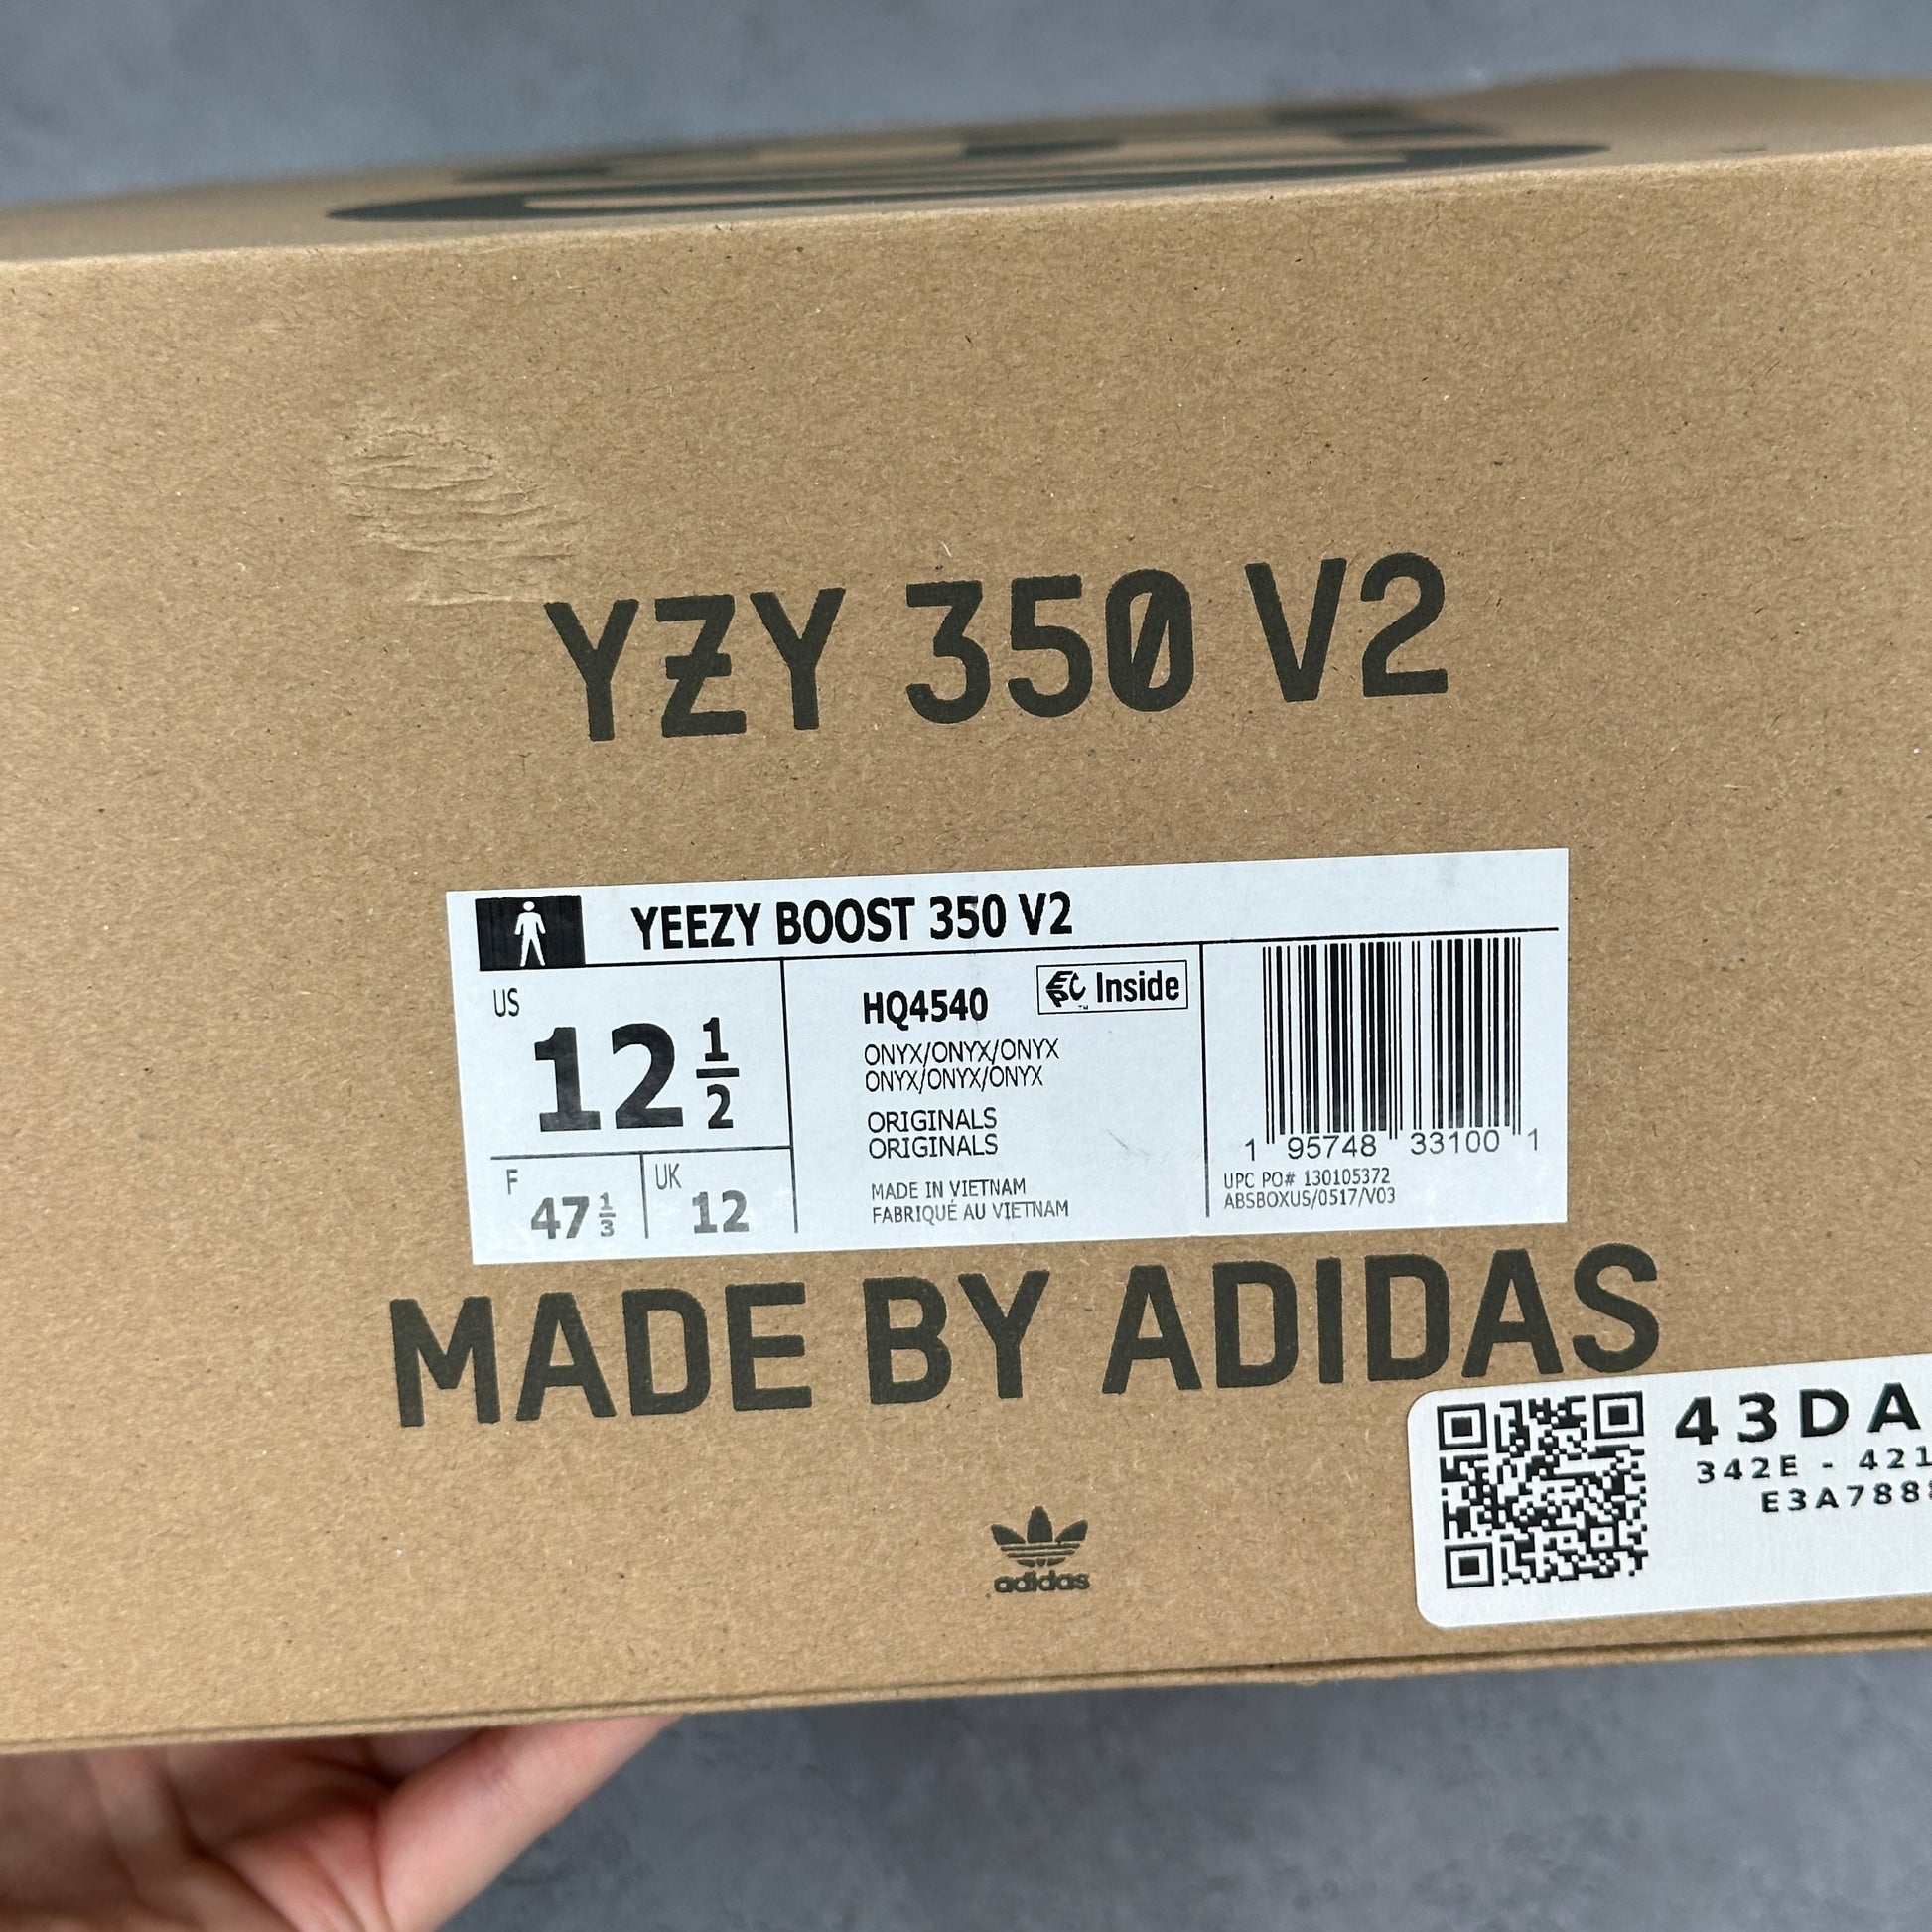 YZY 350 V2
YEEZY BOOST 350 V2
US
12 1/2
F
47 1/3
UK
12
HQ4540
Inside
ONYX/ONYX/ONYX
ONYX/ONYX/ONYX
ORIGINALS
ORIGINALS
MADE IN VIETNAM
FABRIQUÉ AU VIETNAM
1 95748 33100 1
UPC PO# 130105372
ABSBOXUS/0517/V03
MADE BY ADIDAS
adidas
43DA
342E - 421
E3A788